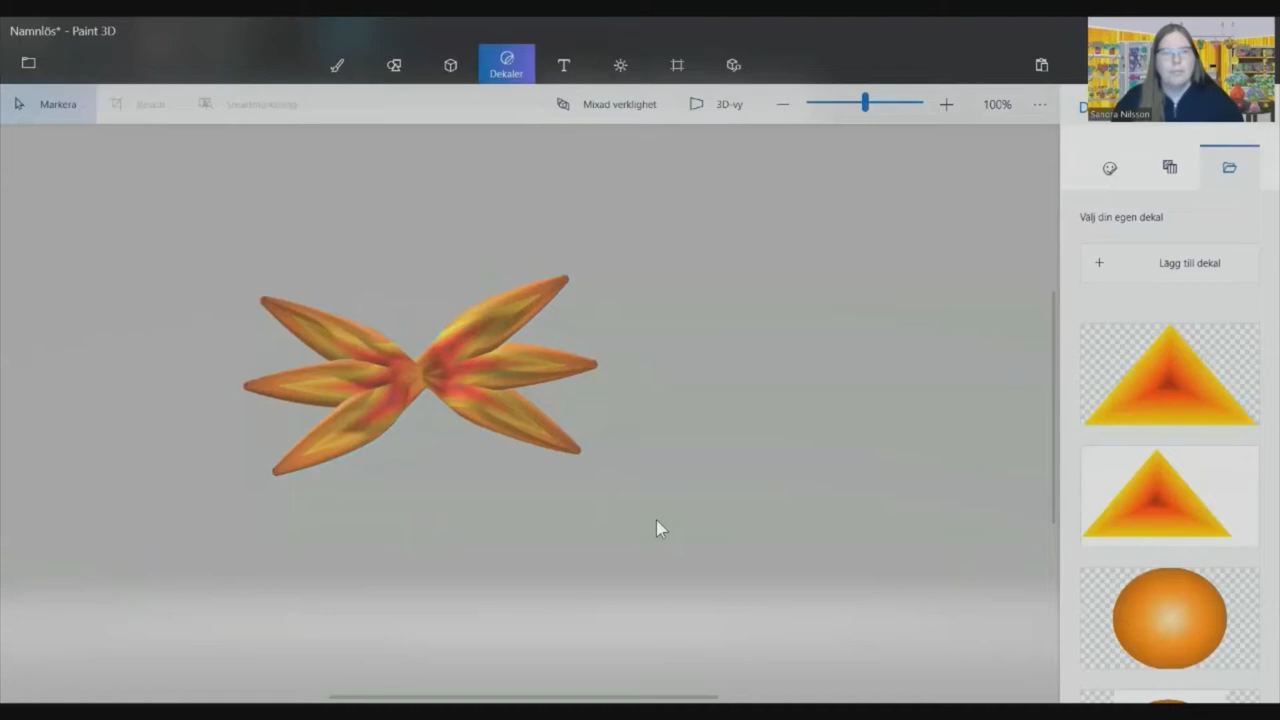 Namnlös* - Paint 3D
Dekaler
Markera
Mixad verklighet
3D-vy
100%
Sandra Nilsson
Välj din egen dekal
Lägg till dekal